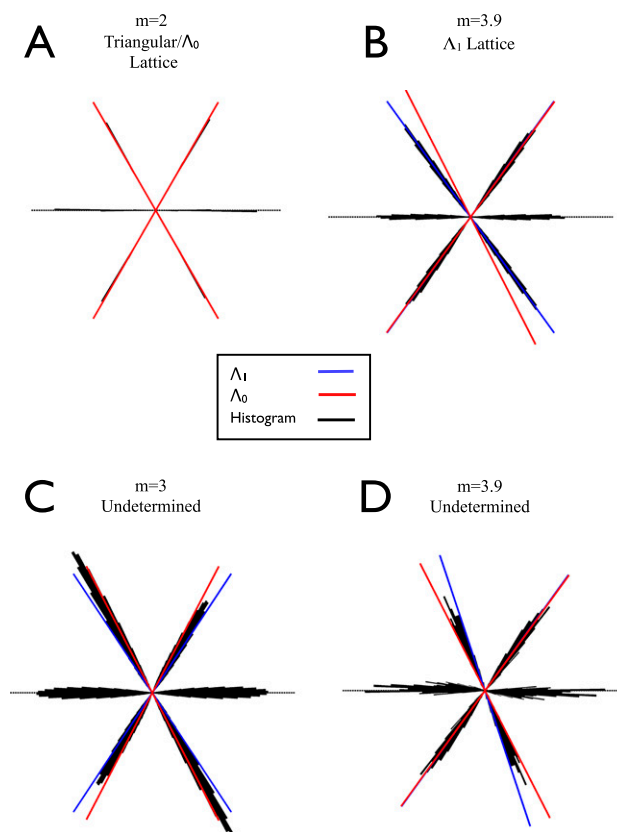 A
m=2
Triangular/Λ₀
Lattice
B
m=3.9
Λ₁ Lattice
Λ₁
Λ₀
Histogram
C
m=3
Undetermined
D
m=3.9
Undetermined